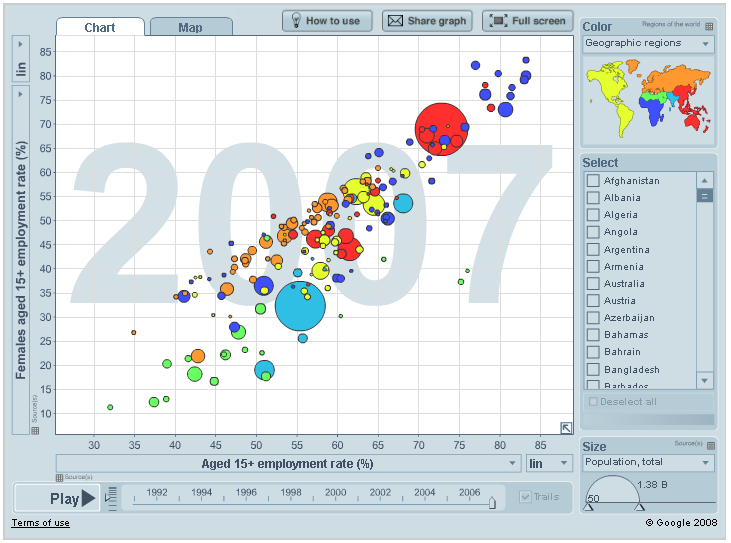 Chart
Map
How to use
Share graph
Full screen
Color
Regions of the world
Geographic regions
Select
Afghanistan
Albania
Algeria
Angola
Argentina
Armenia
Australia
Austria
Azerbaijan
Bahamas
Bahrain
Bangladesh
Barbados
Deselect all
Size
Source(s)
Population, total
1.38 B
50
lin
Females aged 15+ employment rate (%)
Source(s)
85
80
75
70
65
60
55
50
45
40
35
30
25
20
15
10
2007
30 35 40 45 50 55 60 65 70 75 80 85
Aged 15+ employment rate (%)
lin
Source(s)
Play
1992 1994 1996 1998 2000 2002 2004 2006
Trails
Terms of use
© Google 2008